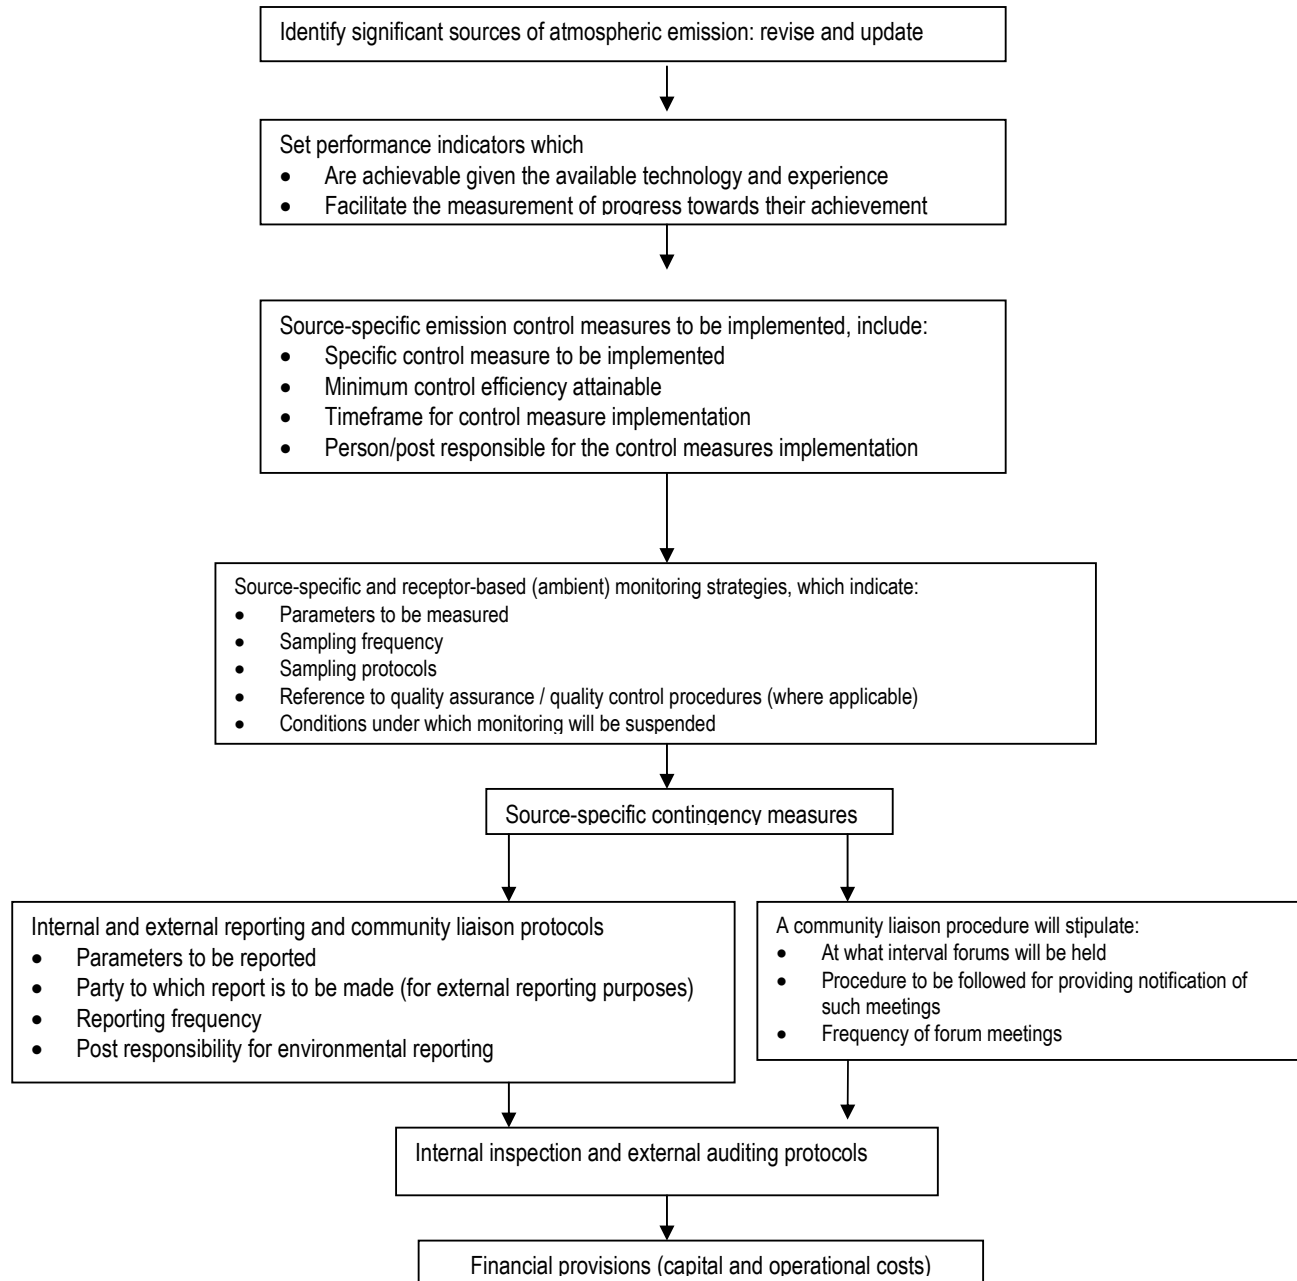 Identify significant sources of atmospheric emission: revise and update
Set performance indicators which
• Are achievable given the available technology and experience
• Facilitate the measurement of progress towards their achievement
Source-specific emission control measures to be implemented, include:
• Specific control measure to be implemented
• Minimum control efficiency attainable
• Timeframe for control measure implementation
• Person/post responsible for the control measures implementation
Source-specific and receptor-based (ambient) monitoring strategies, which indicate:
• Parameters to be measured
• Sampling frequency
• Sampling protocols
• Reference to quality assurance / quality control procedures (where applicable)
• Conditions under which monitoring will be suspended
Source-specific contingency measures
Internal and external reporting and community liaison protocols
• Parameters to be reported
• Party to which report is to be made (for external reporting purposes)
• Reporting frequency
• Post responsibility for environmental reporting
A community liaison procedure will stipulate:
• At what interval forums will be held
• Procedure to be followed for providing notification of
such meetings
• Frequency of forum meetings
Internal inspection and external auditing protocols
Financial provisions (capital and operational costs)